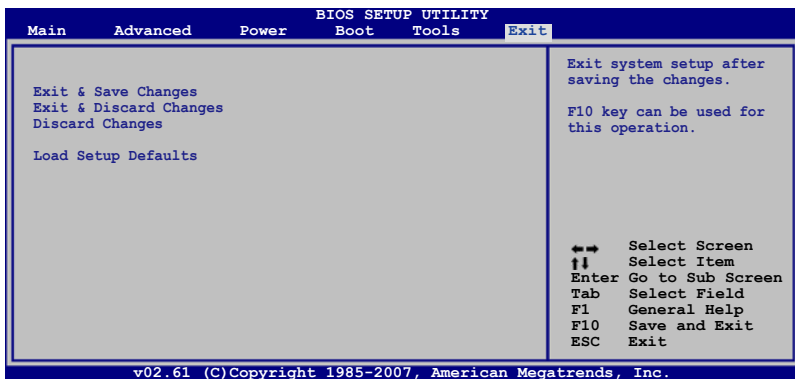 BIOS SETUP UTILITY
Main Advanced Power Boot Tools Exit
Exit & Save Changes
Exit & Discard Changes
Discard Changes
Load Setup Defaults
Exit system setup after
saving the changes.
F10 key can be used for
this operation.
←→ Select Screen
↑↓ Select Item
Enter Go to Sub Screen
Tab Select Field
F1 General Help
F10 Save and Exit
ESC Exit
v02.61 (C)Copyright 1985-2007, American Megatrends, Inc.